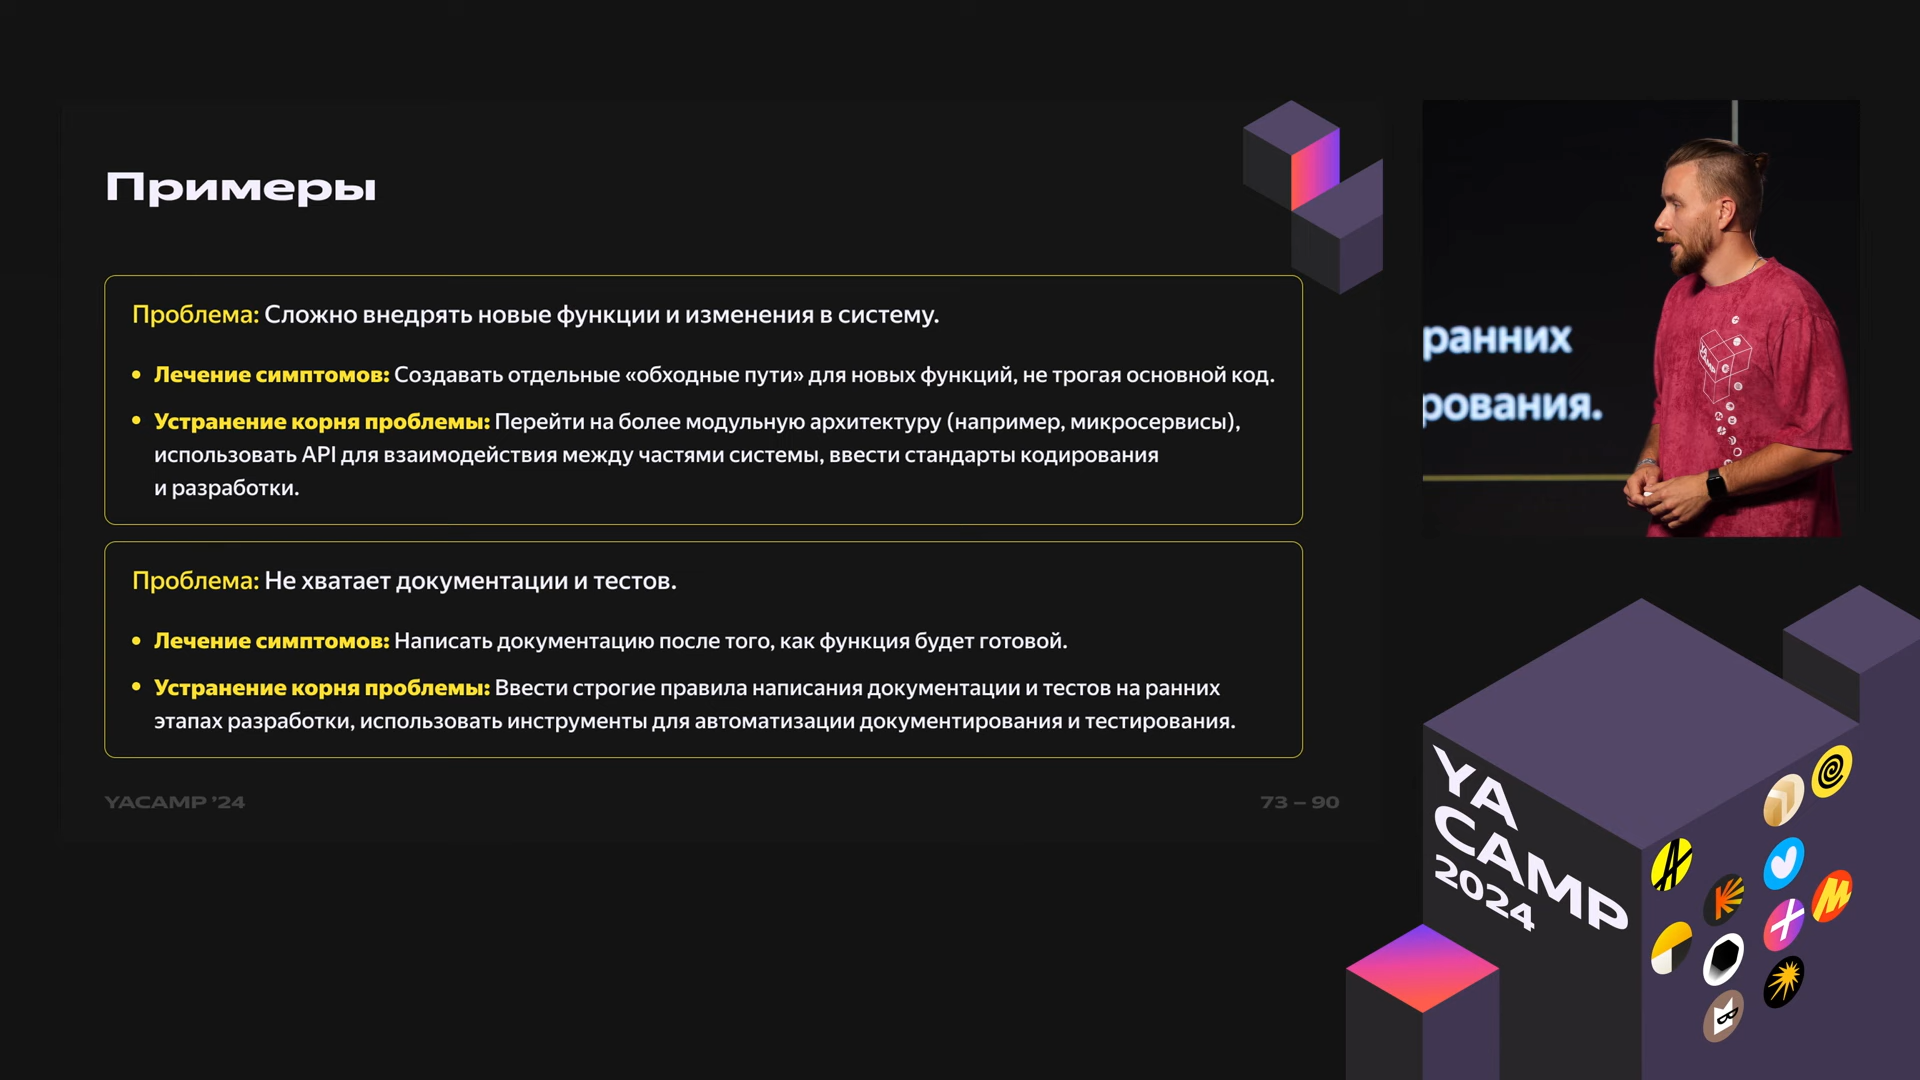 Примеры
Проблема: Сложно внедрять новые функции и изменения в систему.
• Лечение симптомов: Создавать отдельные «обходные пути» для новых функций, не трогая основной код.
• Устранение корня проблемы: Перейти на более модульную архитектуру (например, микросервисы),
использовать API для взаимодействия между частями системы, ввести стандарты кодирования
и разработки.
Проблема: Не хватает документации и тестов.
• Лечение симптомов: Написать документацию после того, как функция будет готовой.
• Устранение корня проблемы: Ввести строгие правила написания документации и тестов на ранних
этапах разработки, использовать инструменты для автоматизации документирования и тестирования.
YACAMP ’24
73 – 90
ранних
рования.
YA
CAMP
2024